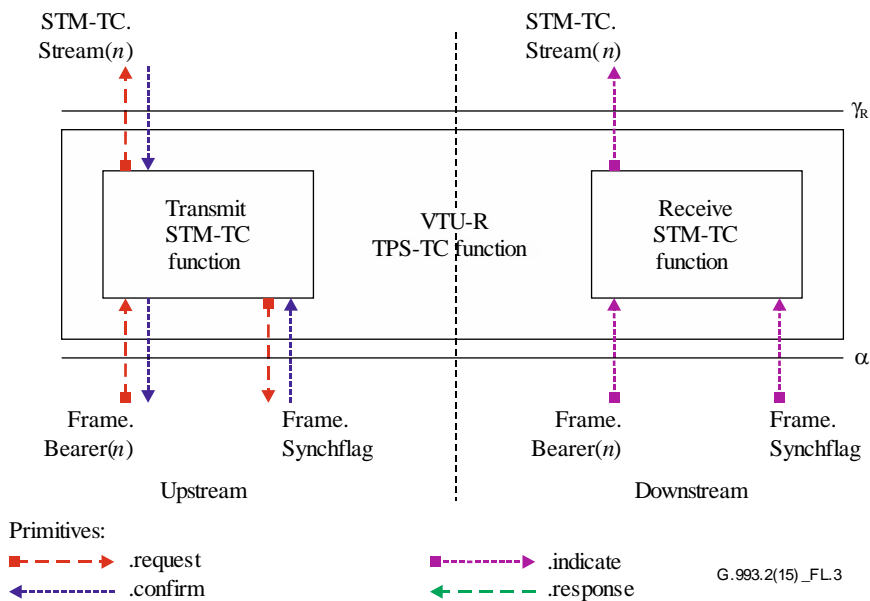 STM-TC.
Stream(n)
STM-TC.
Stream(n)
γR
Transmit
STM-TC
function
VTU-R
TPS-TC function
Receive
STM-TC
function
α
Frame.
Bearer(n)
Frame.
Synchflag
Frame.
Bearer(n)
Frame.
Synchflag
Upstream
Downstream
Primitives:
.request
.indicate
.confirm
.response
G.993.2(15)_FL.3